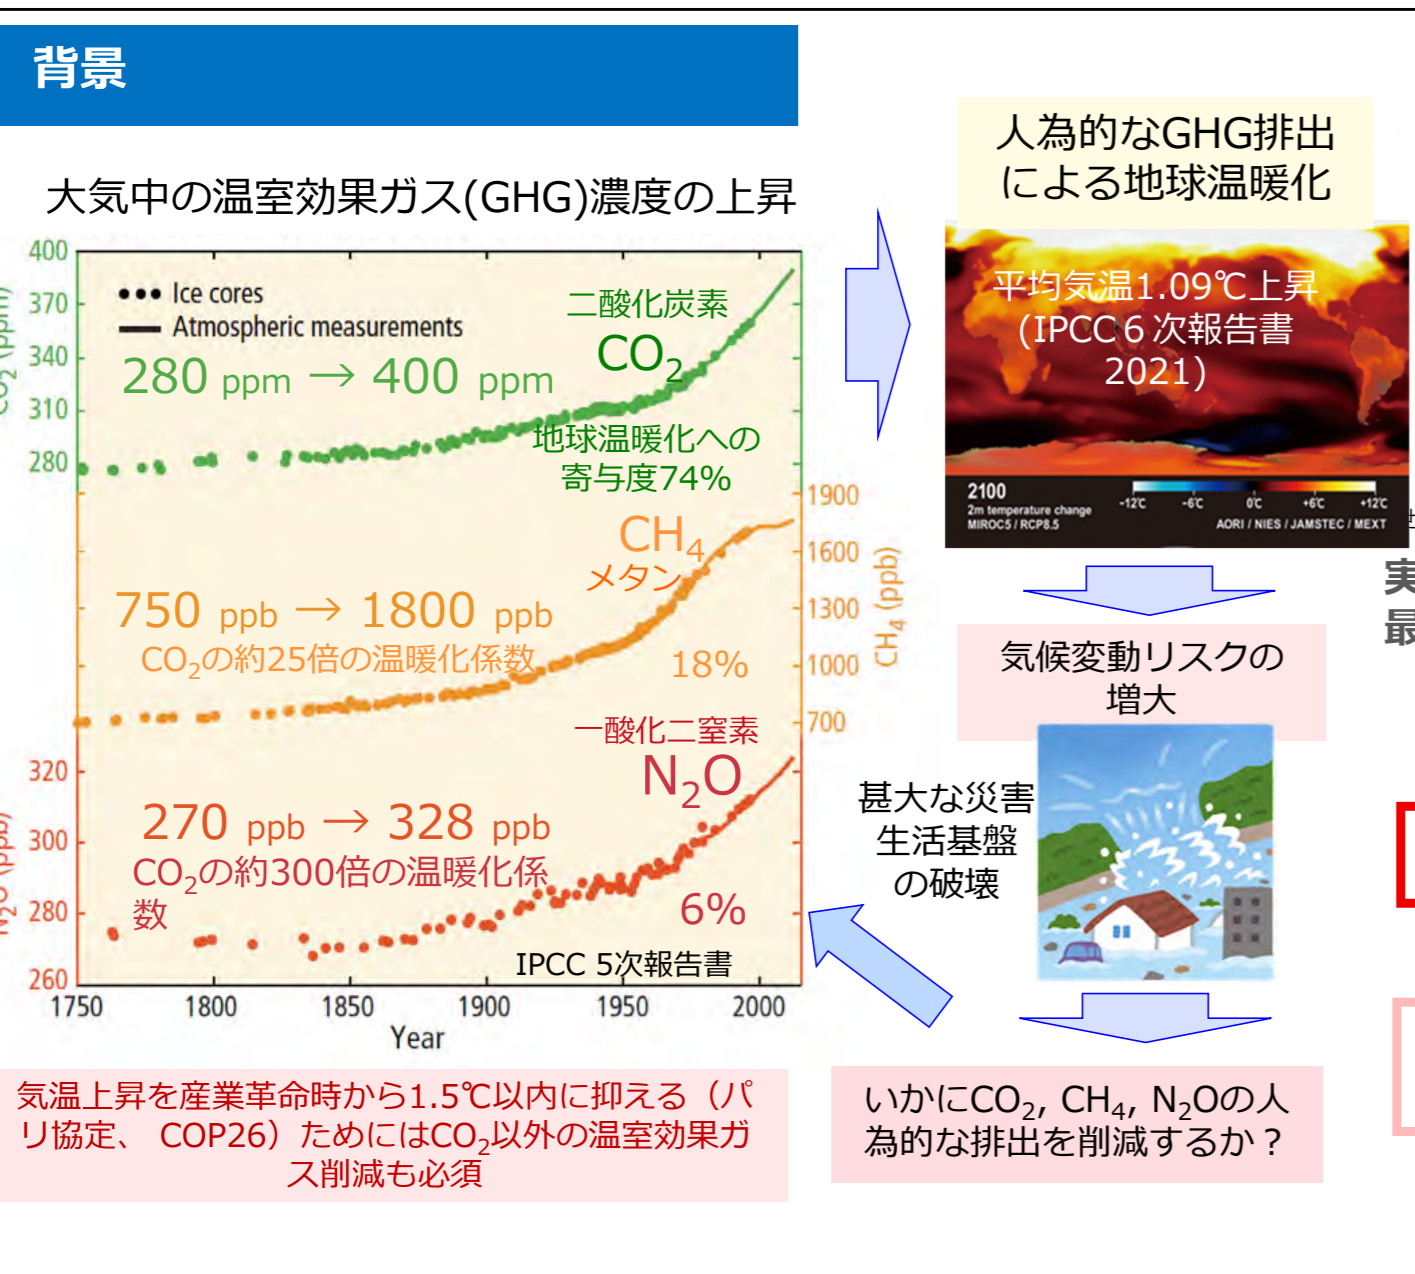 背景
大気中の温室効果ガス(GHG)濃度の上昇
400
370
340
310
280
CO2 (ppm)
••• Ice cores
Atmospheric measurements
二酸化炭素
CO2
280 ppm → 400 ppm
地球温暖化への
寄与度74%
1900
1600
1300
1000
700
CH4 (ppb)
CH4
メタン
750 ppb → 1800 ppb
CO2の約25倍の温暖化係数
18%
一酸化二窒素
N2O
320
300
280
260
N2O (ppb)
270 ppb → 328 ppb
CO2の約300倍の温暖化係
数
6%
IPCC 5次報告書
1750 1800 1850 1900 1950 2000
Year
気温上昇を産業革命時から1.5℃以内に抑える（パ
リ協定、 COP26）ためにはCO2以外の温室効果ガ
ス削減も必須
人為的なGHG排出
による地球温暖化
平均気温1.09℃上昇
(IPCC６次報告書
2021)
2100
2m temperature change
MIROC5 / RCP8.5
-12℃ -6℃ 0℃ +6℃ +12℃
AORI / NIES / JAMSTEC / MEXT
気候変動リスクの
増大
甚大な災害
生活基盤
の破壊
いかにCO2, CH4, N2Oの人
為的な排出を削減するか？
実
最